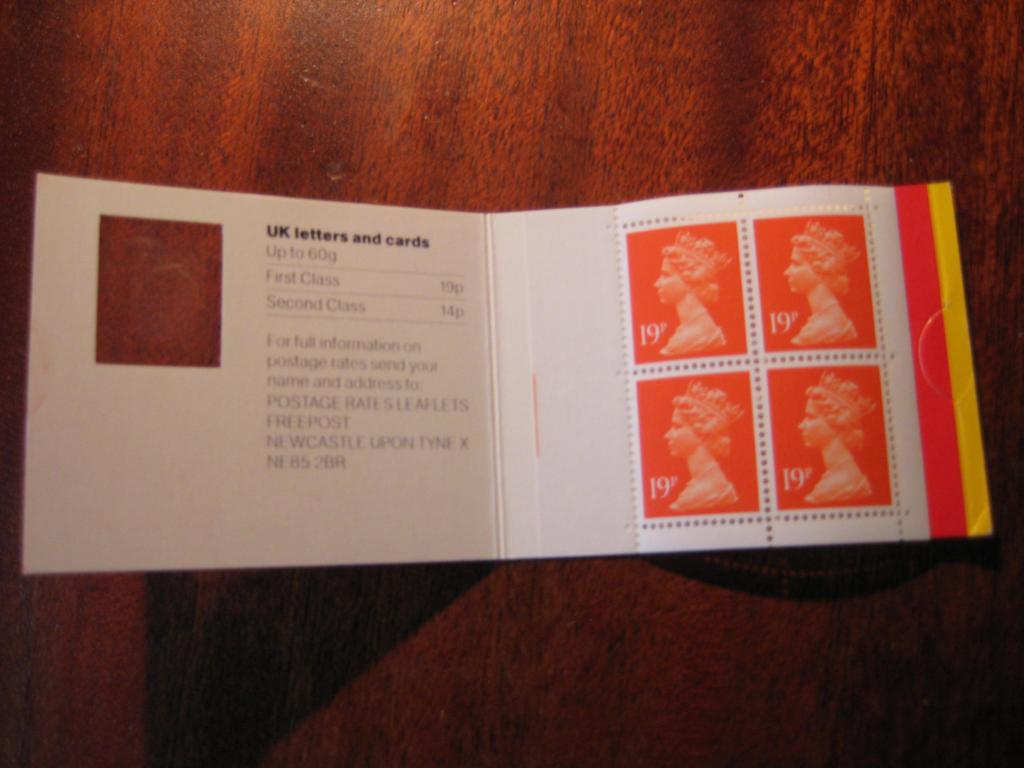 UK letters and cards
Up to 60g
First Class 19p
Second Class 14p
For full information on
postage rates send your
name and address to:
POSTAGE RATES LEAFLETS
FREEPOST
NEWCASTLE UPON TYNE X
NE85 2BR
19P
19P
19P
19P